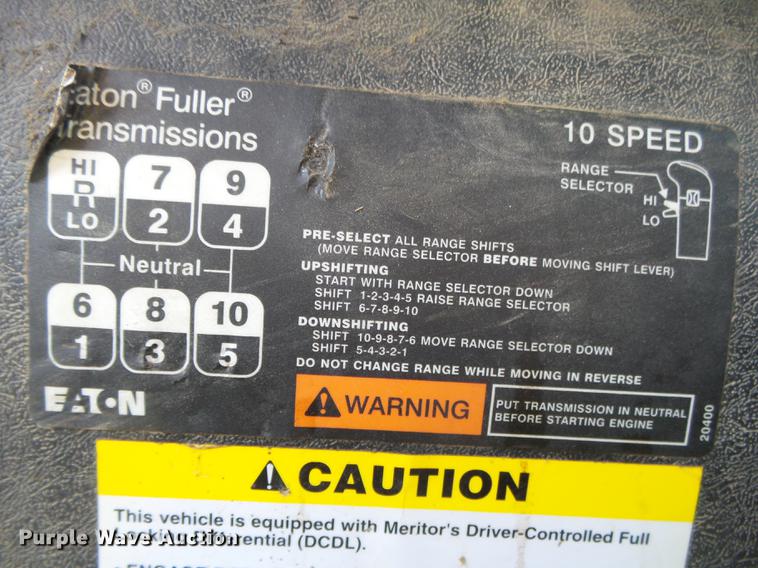 Eaton® Fuller®
Transmissions
10 SPEED
HI
R
LO
7
2
9
4
Neutral
6
1
8
3
10
5
RANGE
SELECTOR
HI
LO
PRE-SELECT ALL RANGE SHIFTS
(MOVE RANGE SELECTOR BEFORE MOVING SHIFT LEVER)
UPSHIFTING
START WITH RANGE SELECTOR DOWN
SHIFT 1-2-3-4-5 RAISE RANGE SELECTOR
SHIFT 6-7-8-9-10
DOWNSHIFTING
SHIFT 10-9-8-7-6 MOVE RANGE SELECTOR DOWN
SHIFT 5-4-3-2-1
DO NOT CHANGE RANGE WHILE MOVING IN REVERSE
EATON
WARNING
PUT TRANSMISSION IN NEUTRAL
BEFORE STARTING ENGINE
20400
CAUTION
This vehicle is equipped with Meritor's Driver-Controlled Full
(DCDL).
Purple Wave Auction